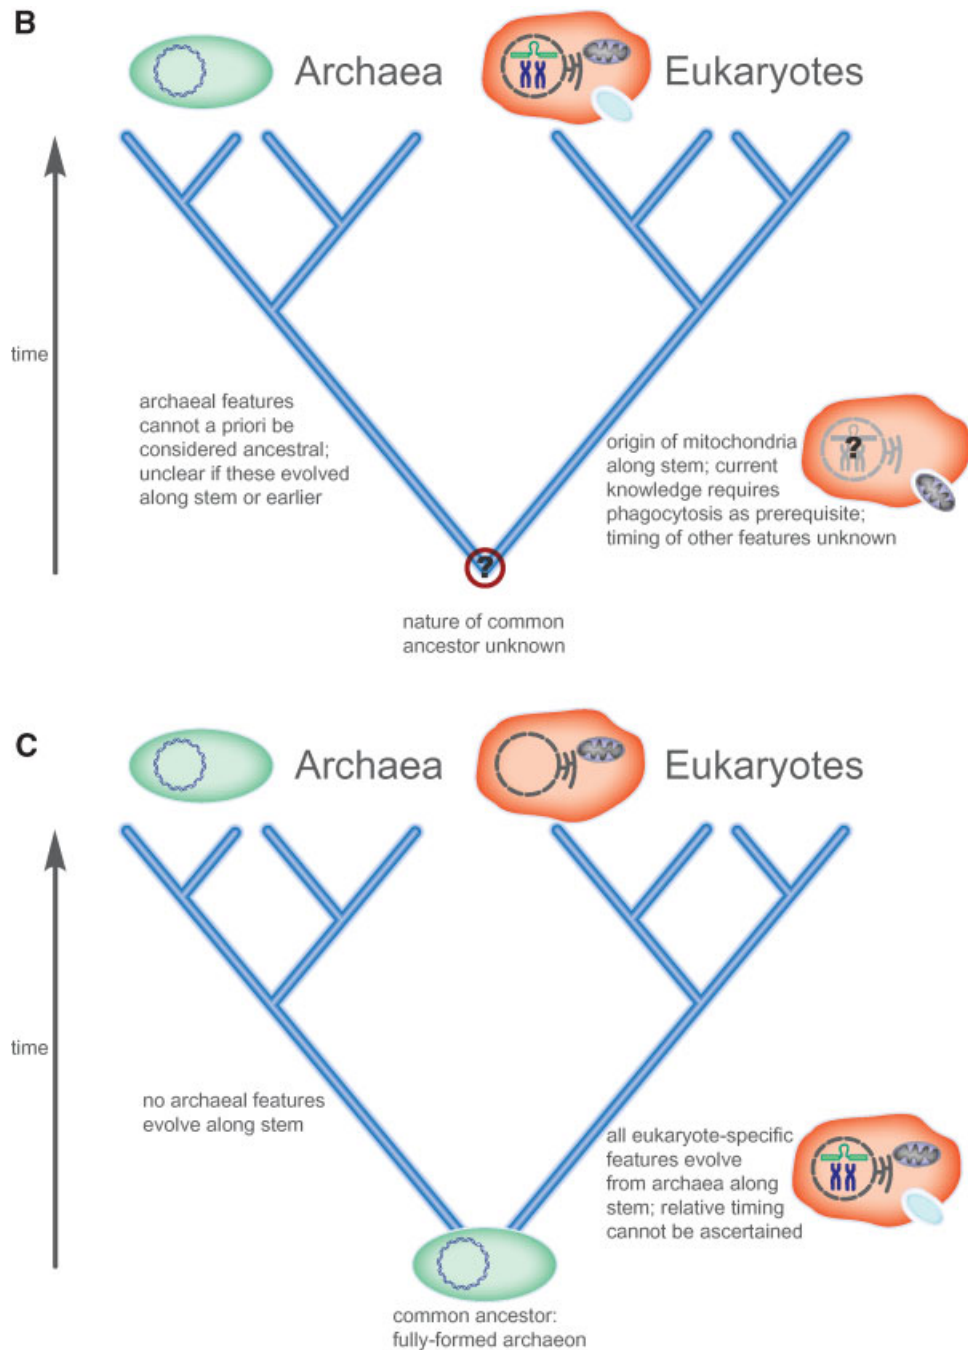 B
Archaea
Eukaryotes
time
archaeal features
cannot a priori be
considered ancestral;
unclear if these evolved
along stem or earlier
origin of mitochondria
along stem; current
knowledge requires
phagocytosis as prerequisite;
timing of other features unknown
?
?
nature of common
ancestor unknown
C
Archaea
Eukaryotes
time
no archaeal features
evolve along stem
all eukaryote-specific
features evolve
from archaea along
stem; relative timing
cannot be ascertained
common ancestor:
fully-formed archaeon